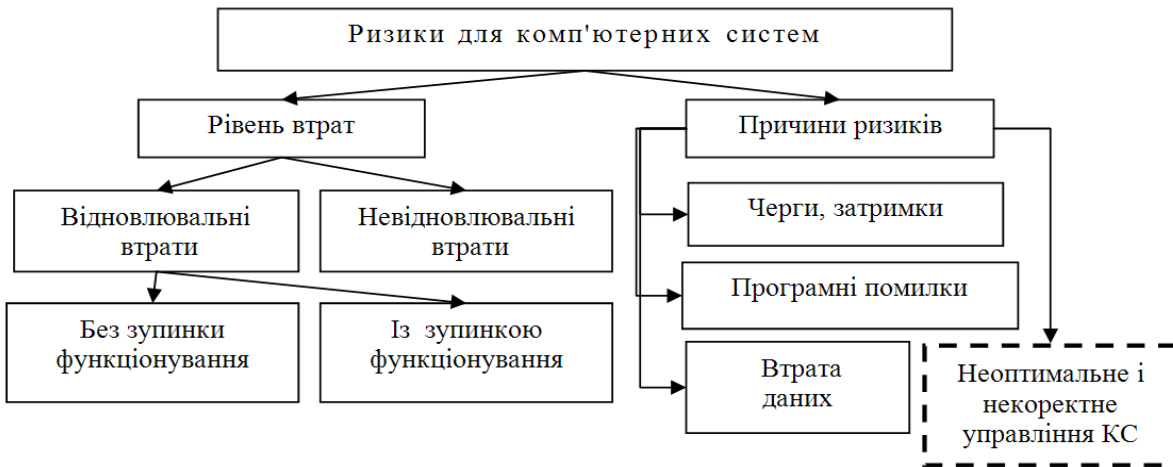 Ризики для комп'ютерних систем
Рівень втрат
Причини ризиків
Відновлювальні
втрати
Невідновлювальні
втрати
Черги, затримки
Програмні помилки
Без зупинки
функціонування
Із зупинкою
функціонування
Втрата
даних
Неоптимальне і
некоректне
управління КС